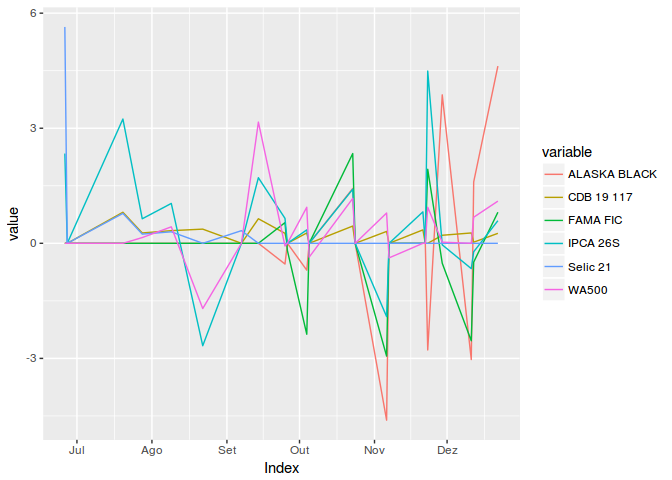 6
3
0
-3
value
Jul Ago Set Out Nov Dez
Index
variable
ALASKA BLACK
CDB 19 117
FAMA FIC
IPCA 26S
Selic 21
WA500